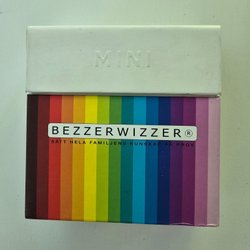 MINI
BEZZERWIZZER®
SÄTT HELA FAMILJENS KUNSKAP PÅ PROV